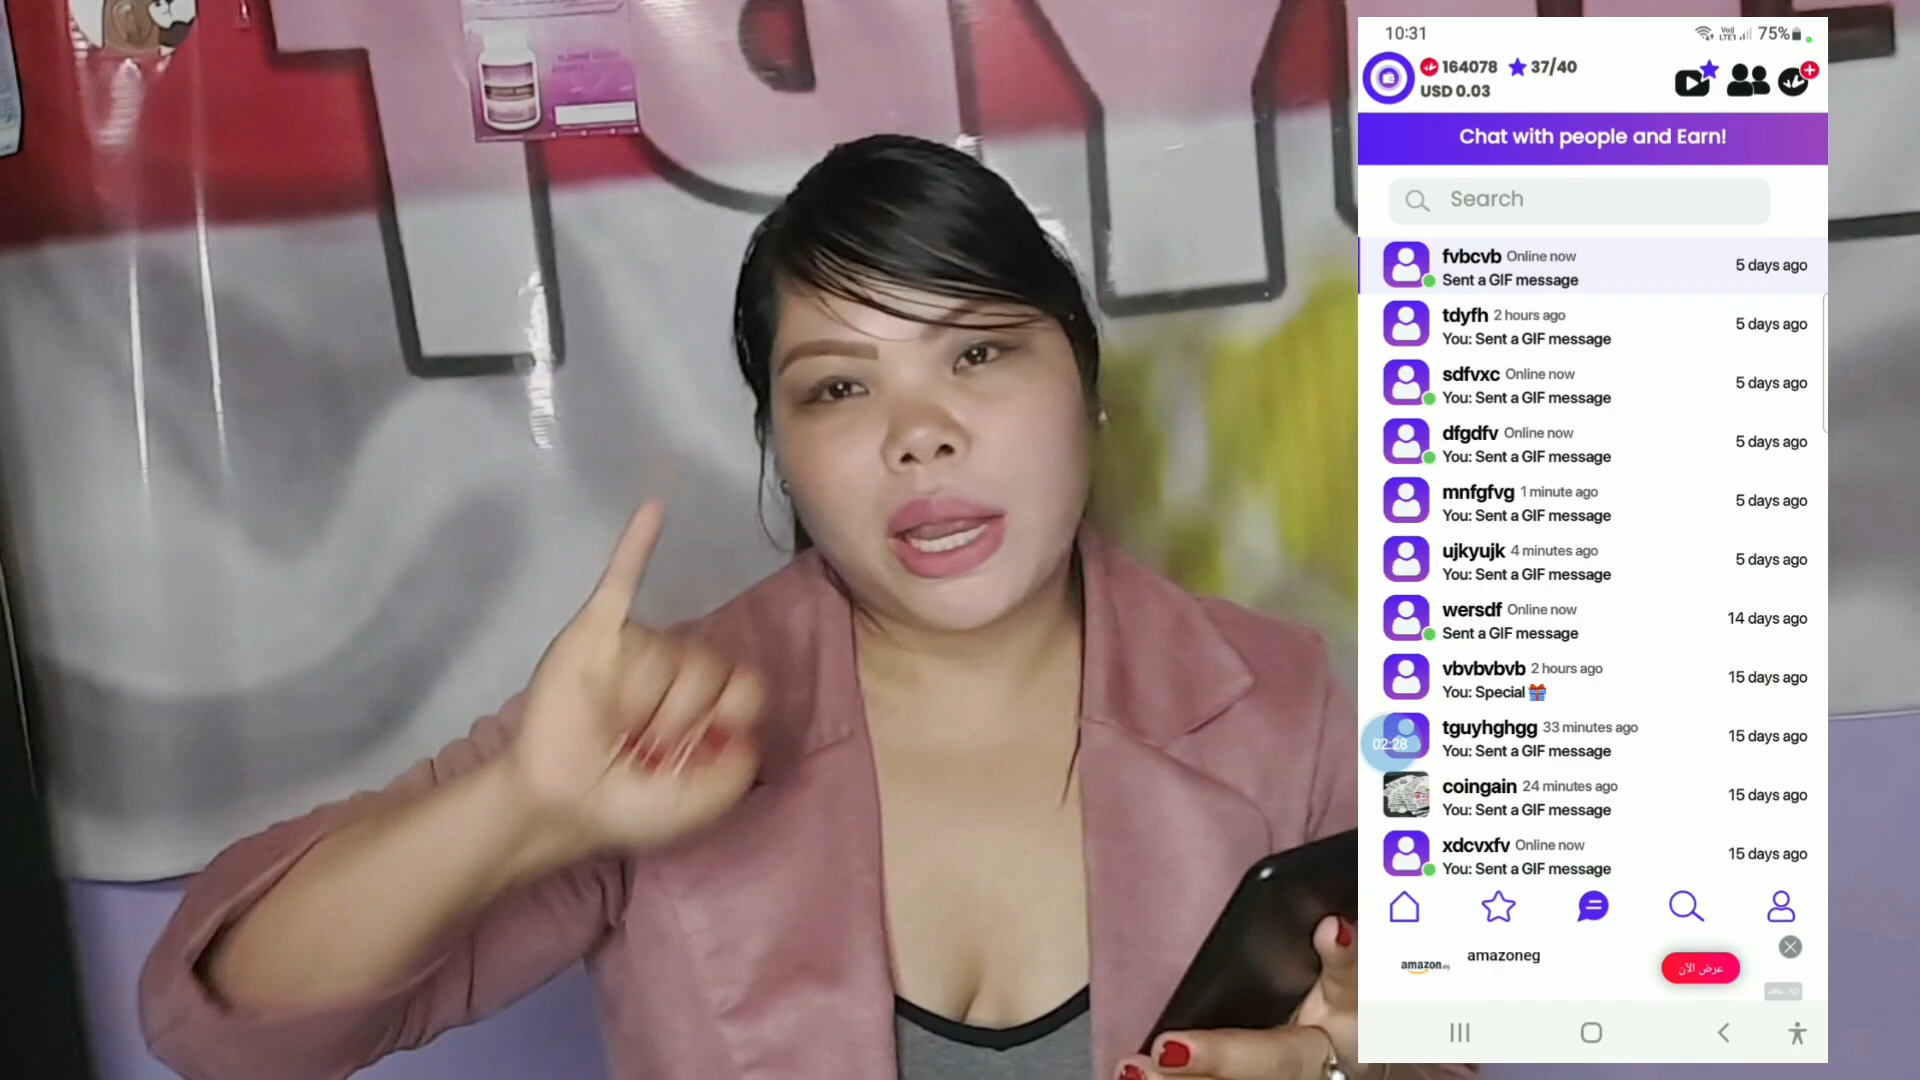 10:31
75%
164078 37/40
USD 0.03
Chat with people and Earn!
Search
fvbcvb Online now
Sent a GIF message
5 days ago
tdyfh 2 hours ago
You: Sent a GIF message
5 days ago
sdfvxc Online now
You: Sent a GIF message
5 days ago
dfgdfv Online now
You: Sent a GIF message
5 days ago
mnfgfvg 1 minute ago
You: Sent a GIF message
5 days ago
ujkyujk 4 minutes ago
You: Sent a GIF message
5 days ago
wersdf Online now
Sent a GIF message
14 days ago
vbvbvbvb 2 hours ago
You: Special 🎁
15 days ago
tguyhghgg 33 minutes ago
You: Sent a GIF message
15 days ago
02:28
coingain 24 minutes ago
You: Sent a GIF message
15 days ago
xdcvxfv Online now
You: Sent a GIF message
15 days ago
amazon
amazoneg
عرض الآن